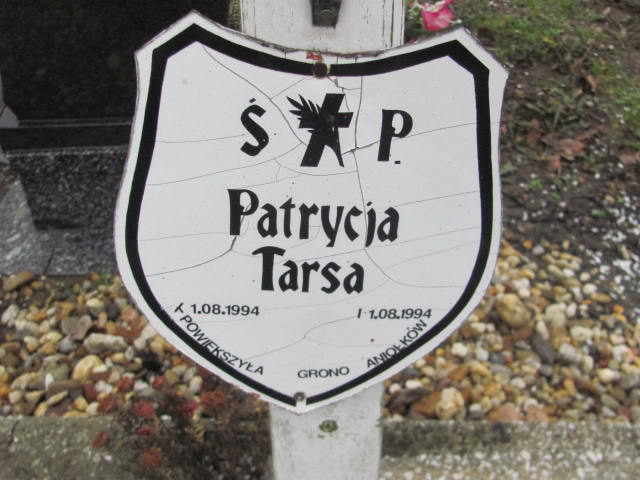 Ś P.
Patrycja
Tarsa
1.08.1994 1.08.1994
POWIĘKSZYŁA GRONO ANIOŁKÓW